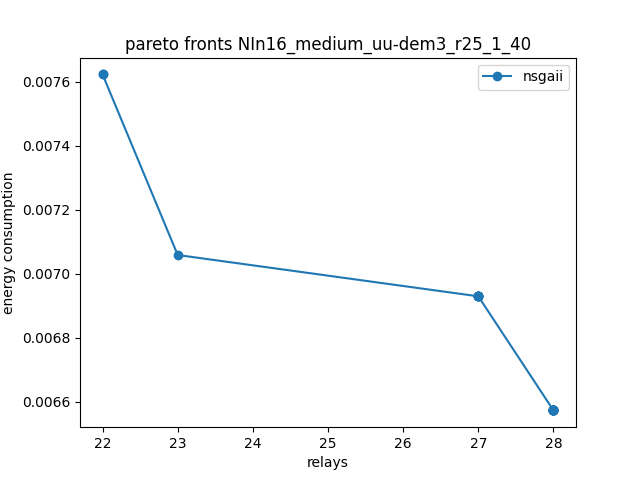 pareto fronts NIn16_medium_uu-dem3_r25_1_40
nsgaii
energy consumption
0.0076
0.0074
0.0072
0.0070
0.0068
0.0066
22 23 24 25 26 27 28
relays